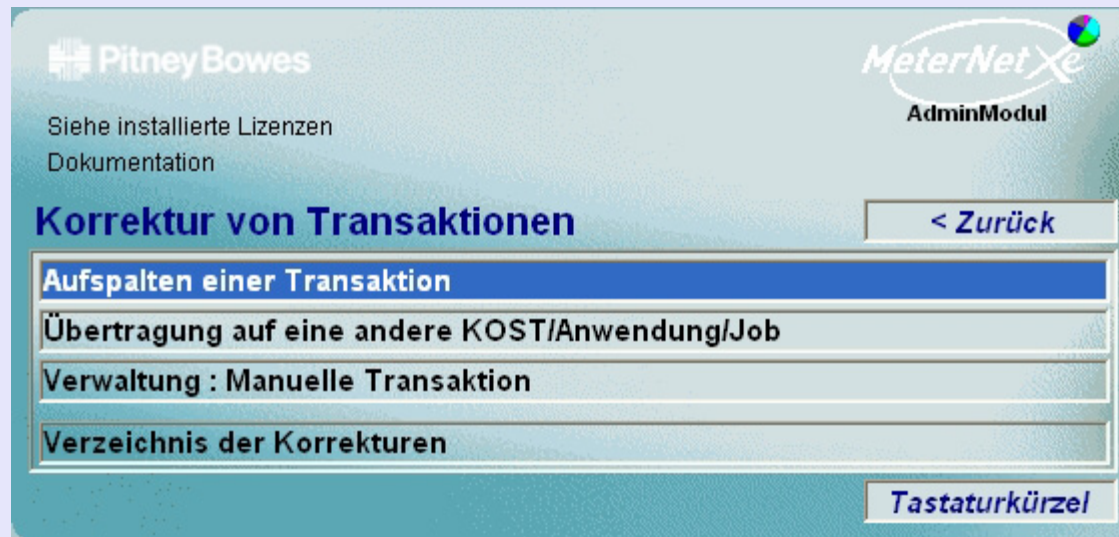 Pitney Bowes
MeterNet Xe
AdminModul
Siehe installierte Lizenzen
Dokumentation
Korrektur von Transaktionen
< Zurück
Aufspalten einer Transaktion
Übertragung auf eine andere KOST/Anwendung/Job
Verwaltung : Manuelle Transaktion
Verzeichnis der Korrekturen
Tastaturkürzel